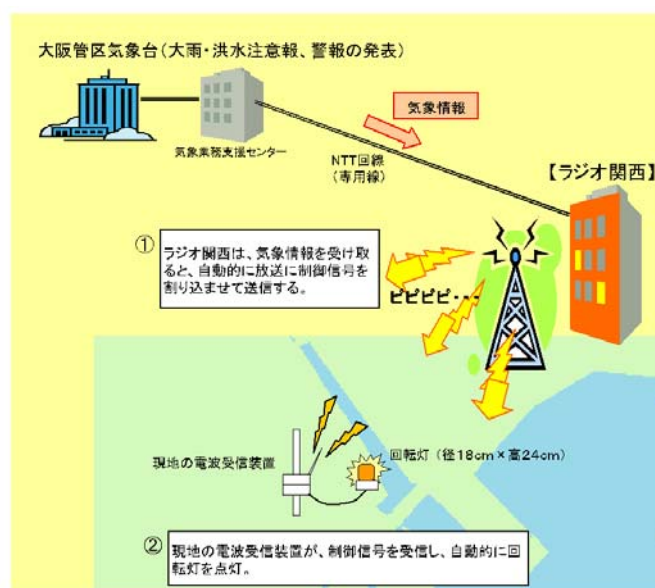 大阪管区気象台(大雨・洪水注意報、警報の発表)
気象業務支援センター
気象情報
NTT回線
(専用線)
【ラジオ関西】
①
ラジオ関西は、気象情報を受け取
ると、自動的に放送に制御信号を
割り込ませて送信する。
ピピピピ・・・
現地の電波受信装置
回転灯(径18cm×高24cm)
②
現地の電波受信装置が、制御信号を受信し、自動的に回
転灯を点灯。